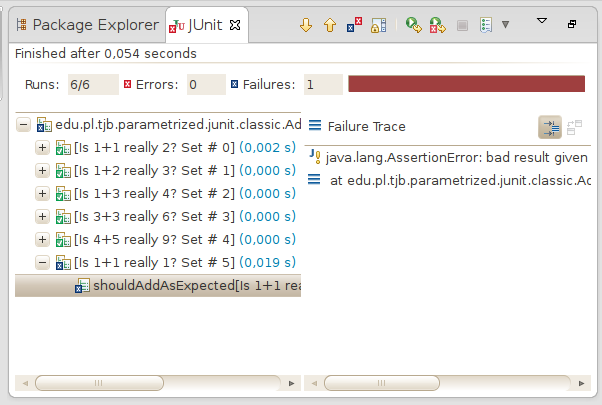 Package Explorer JUnit
Finished after 0,054 seconds
Runs: 6/6 Errors: 0 Failures: 1
edu.pl.tjb.parametrized.junit.classic.Ad
[Is 1+1 really 2? Set # 0] (0,002 s)
[Is 1+2 really 3? Set # 1] (0,000 s)
[Is 1+3 really 4? Set # 2] (0,000 s)
[Is 3+3 really 6? Set # 3] (0,000 s)
[Is 4+5 really 9? Set # 4] (0,000 s)
[Is 1+1 really 1? Set # 5] (0,019 s)
shouldAddAsExpected[Is 1+1 rea
Failure Trace
java.lang.AssertionError: bad result given
at edu.pl.tjb.parametrized.junit.classic.Ad